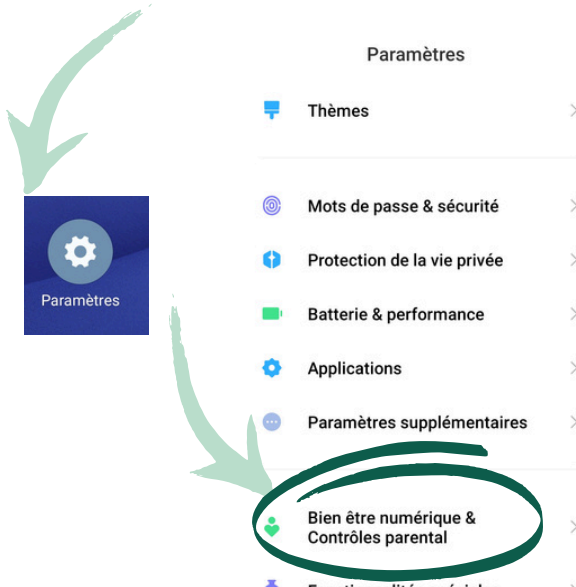 Paramètres
Thèmes
Mots de passe & sécurité
Protection de la vie privée
Paramètres
Batterie & performance
Applications
Paramètres supplémentaires
Bien être numérique &
Contrôles parental